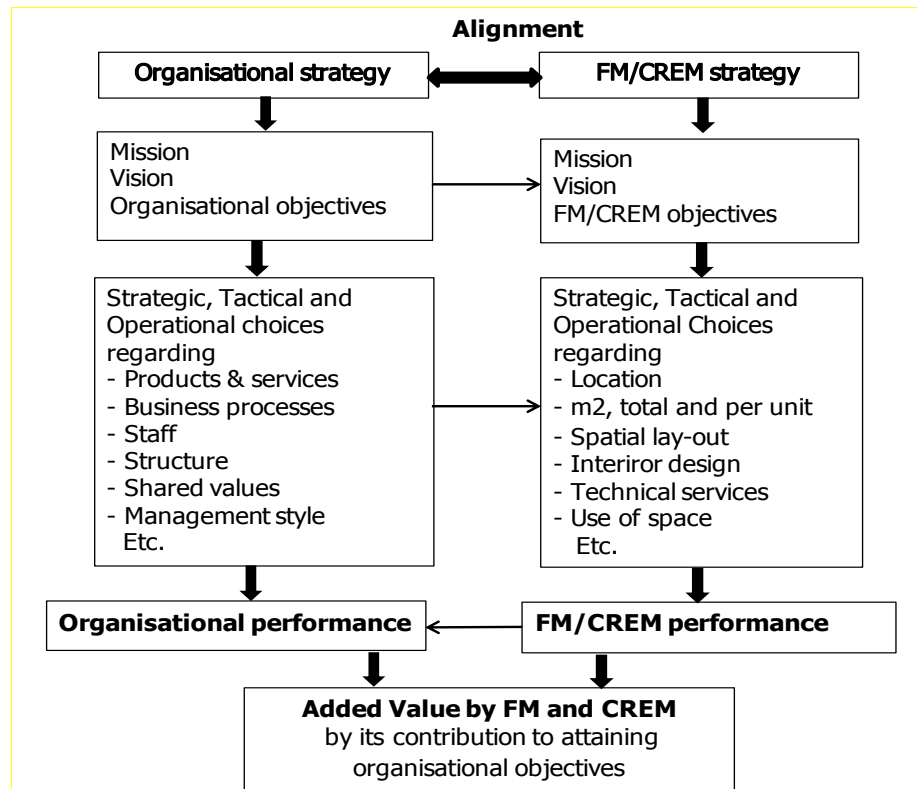 Alignment
Organisational strategy
FM/CREM strategy
Mission
Vision
Organisational objectives
Mission
Vision
FM/CREM objectives
Strategic, Tactical and
Operational choices
regarding
- Products & services
- Business processes
- Staff
- Structure
- Shared values
- Management style
Etc.
Strategic, Tactical and
Operational Choices
regarding
- Location
- m2, total and per unit
- Spatial lay-out
- Interiror design
- Technical services
- Use of space
Etc.
Organisational performance
FM/CREM performance
Added Value by FM and CREM
by its contribution to attaining
organisational objectives